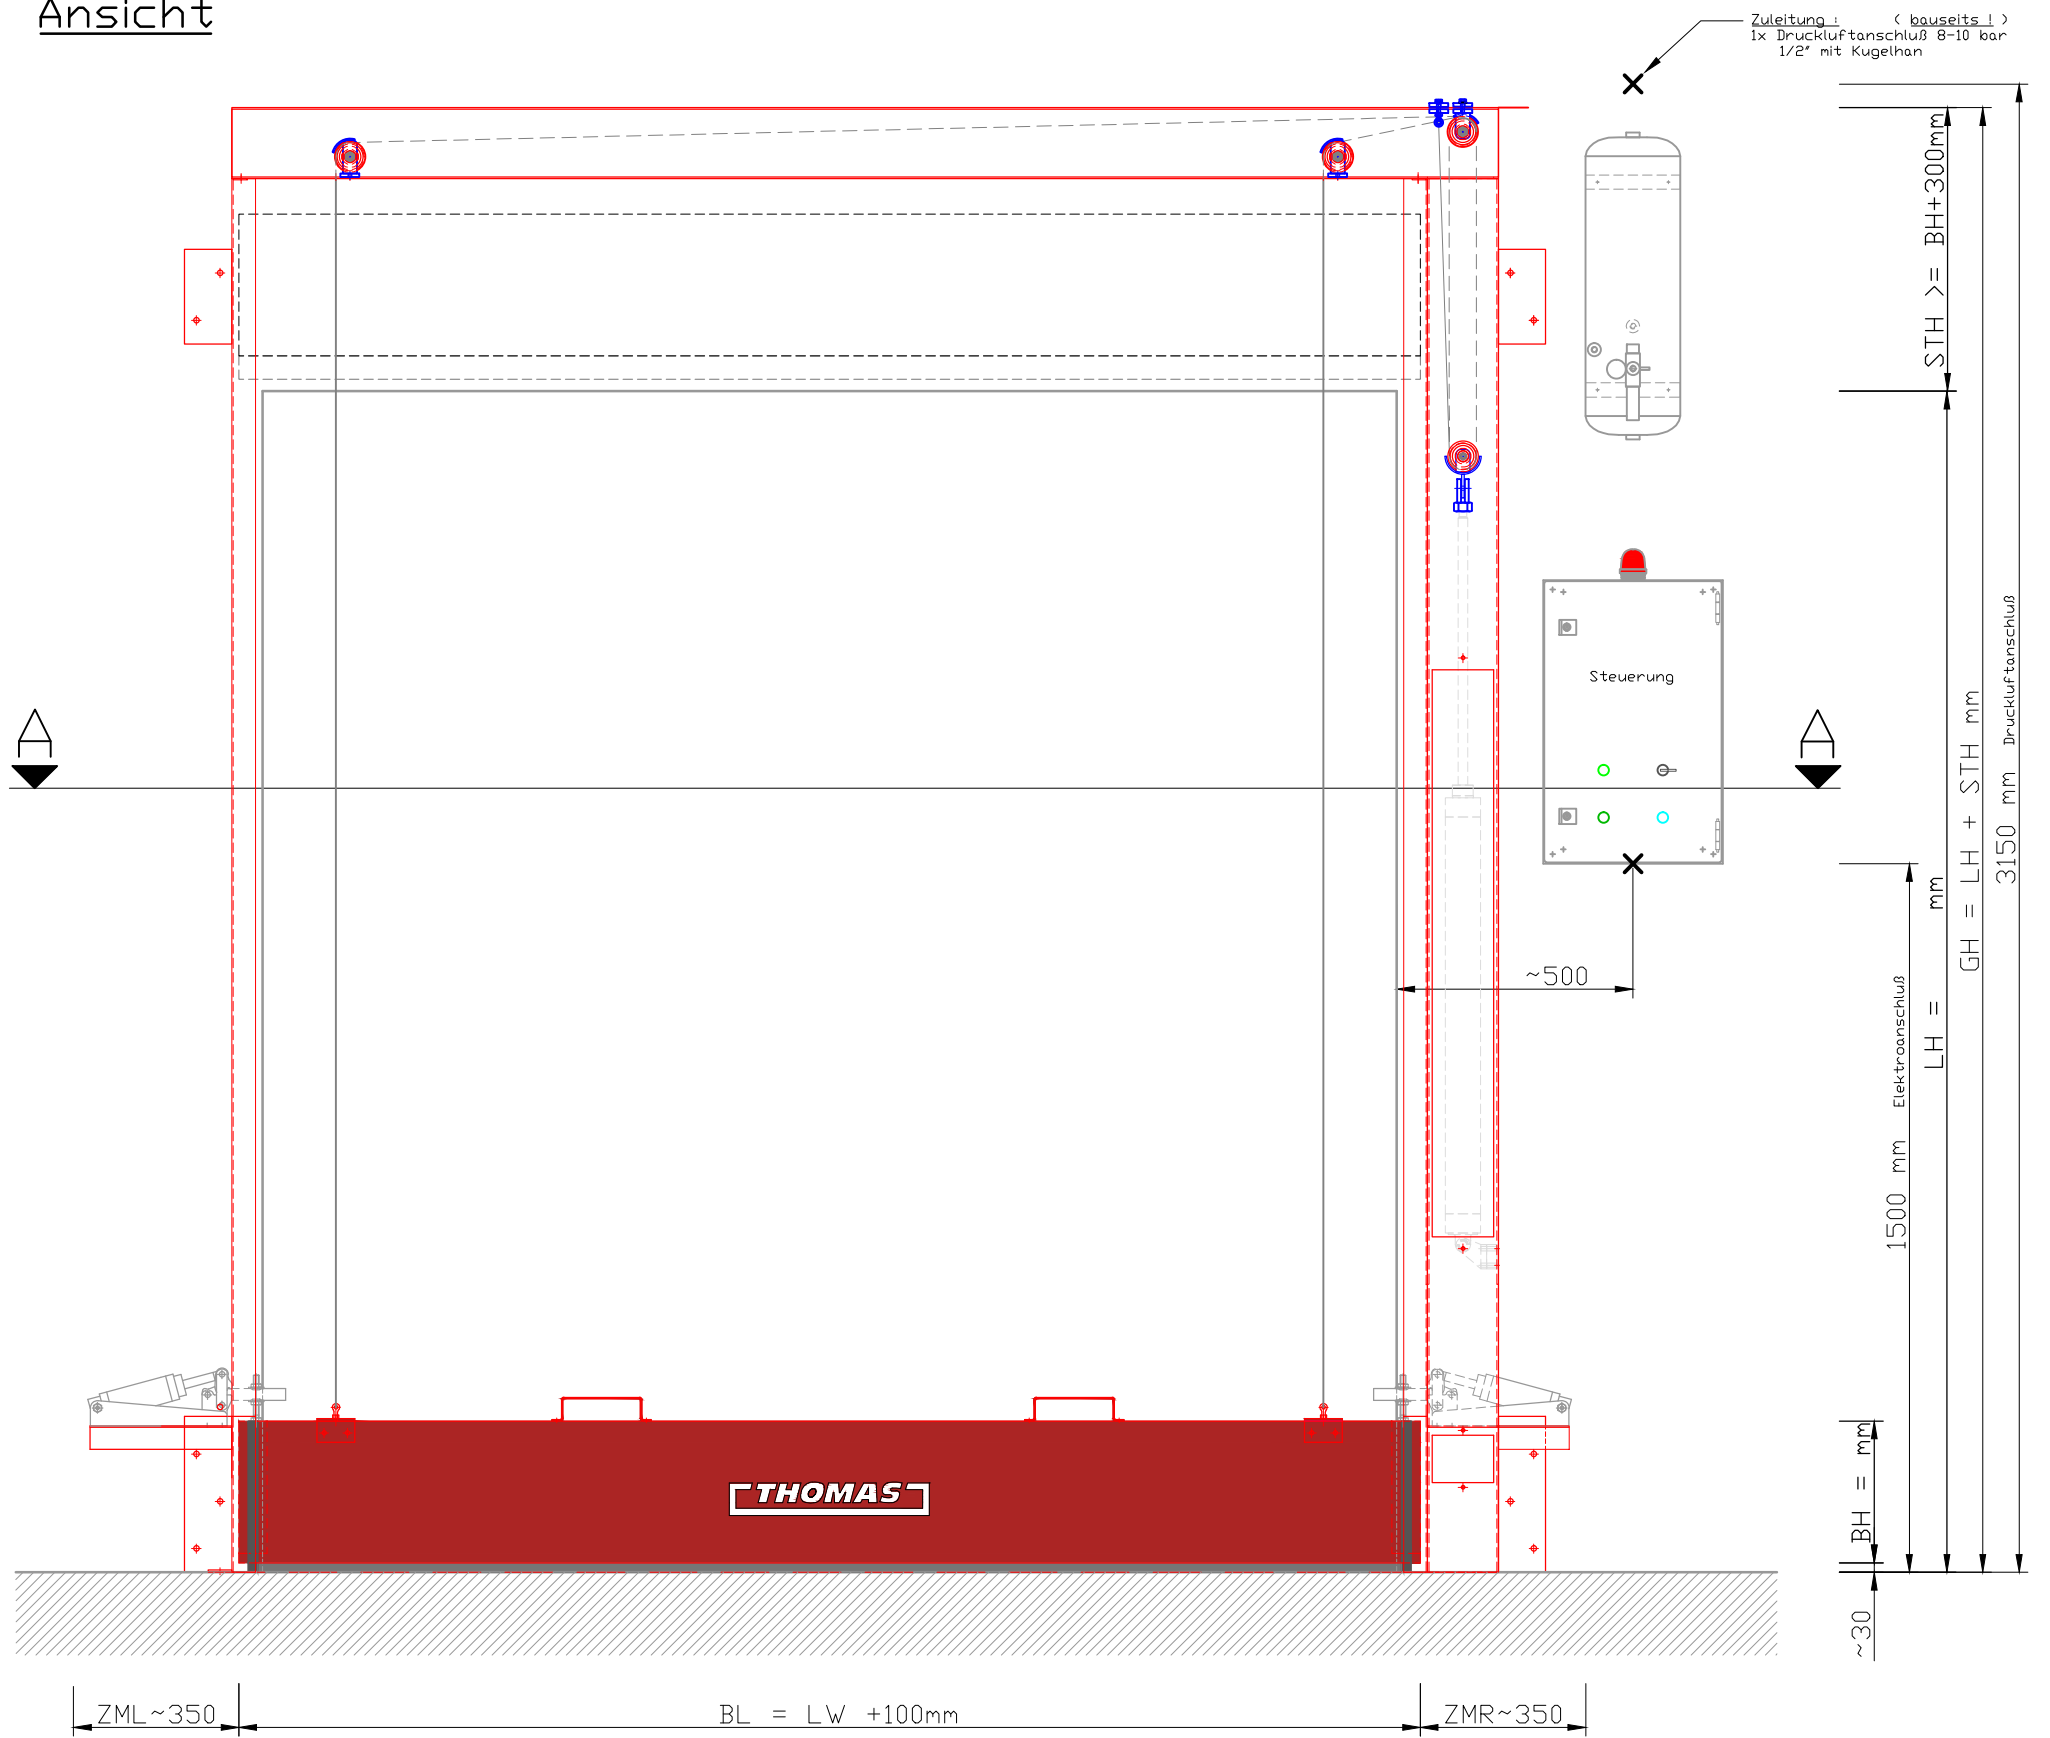 Ansicht
Zuleitung : ( bauseits ! )
1x Druckluftanschluß 8-10 bar
1/2" mit Kugelhan
STH >= BH+300mm
Steuerung
A
A
3150 mm Druckluftanschluß
GH = LH + STH mm
LH = mm
1500 mm Elektroanschluß
~500
THOMAS
BH = mm
~30
ZML~350
BL = LW +100mm
ZMR~350